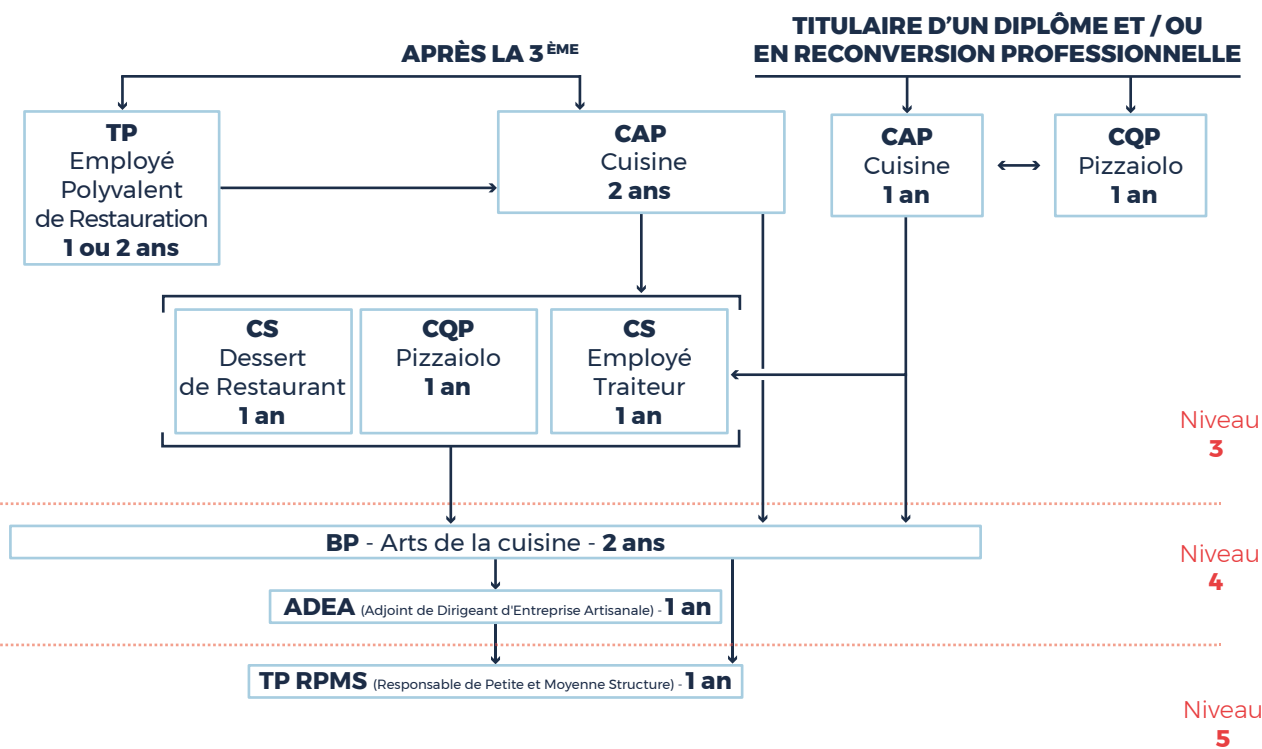 APRÈS LA 3ÈME
TITULAIRE D'UN DIPLÔME ET / OU
EN RECONVERSION PROFESSIONNELLE
TP
Employé
Polyvalent
de Restauration
1 ou 2 ans
CAP
Cuisine
2 ans
CAP
Cuisine
1 an
CQP
Pizzaiolo
1 an
CS
Dessert
de Restaurant
1 an
CQP
Pizzaiolo
1 an
CS
Employé
Traiteur
1 an
Niveau
3
BP - Arts de la cuisine - 2 ans
Niveau
4
ADEA (Adjoint de Dirigeant d'Entreprise Artisanale) - 1 an
TP RPMS (Responsable de Petite et Moyenne Structure) - 1 an
Niveau
5